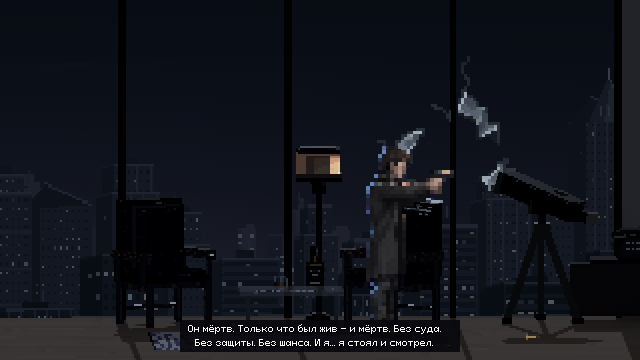 Он мёртв. Только что был жив – и мёртв. Без суда.
Без защиты. Без шанса. И я... я стоял и смотрел.